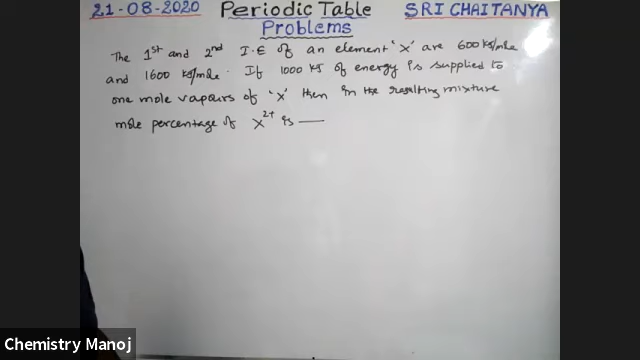 21-08-2020 Periodic Table SRI CHAITANYA
Problems
The 1st and 2nd I.E of an element 'X' are 600 KJ/mole
and 1600 KJ/mole. If 1000 KJ of energy is supplied to
one mole vapours of 'X' then in the resulting mixture
mole percentage of X2+ is ——
Chemistry Manoj